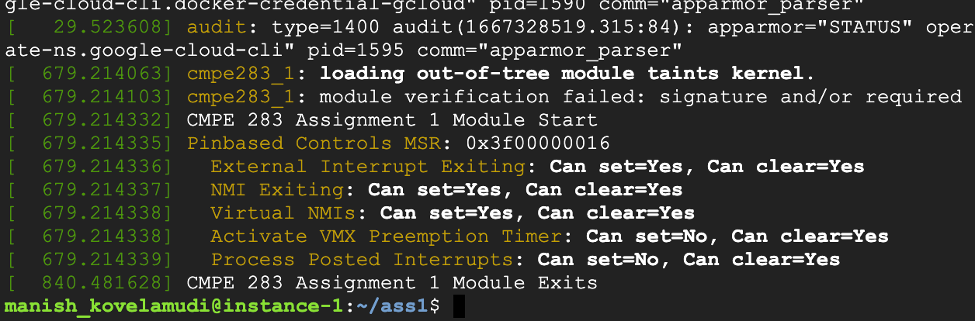 gle-cloud-cli.docker-credential-gcloud" pid=1590 comm="apparmor_parser"
[   29.523608] audit: type=1400 audit(1667328519.315:84): apparmor="STATUS" oper
ate-ns.google-cloud-cli" pid=1595 comm="apparmor_parser"
[  679.214063] cmpe283_1: loading out-of-tree module taints kernel.
[  679.214103] cmpe283_1: module verification failed: signature and/or required
[  679.214332] CMPE 283 Assignment 1 Module Start
[  679.214335] Pinbased Controls MSR: 0x3f00000016
[  679.214336]   External Interrupt Exiting: Can set=Yes, Can clear=Yes
[  679.214337]   NMI Exiting: Can set=Yes, Can clear=Yes
[  679.214338]   Virtual NMIs: Can set=Yes, Can clear=Yes
[  679.214338]   Activate VMX Preemption Timer: Can set=No, Can clear=Yes
[  679.214339]   Process Posted Interrupts: Can set=No, Can clear=Yes
[  840.481628] CMPE 283 Assignment 1 Module Exits
manish_kovelamudi@instance-1:~/ass1$